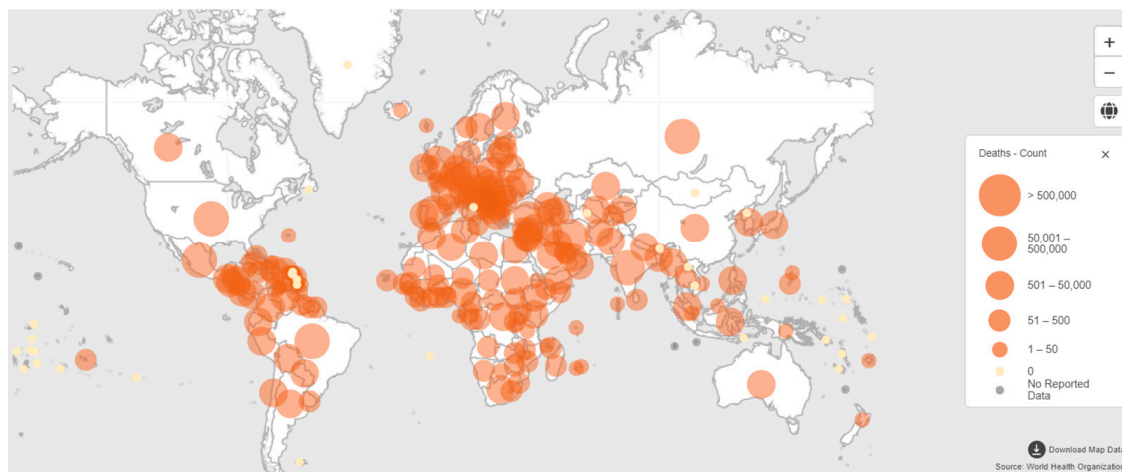 +
−
Deaths - Count ×
> 500,000
50,001 –
500,000
501 – 50,000
51 – 500
1 – 50
0
No Reported
Data
Download Map Data
Source: World Health Organization